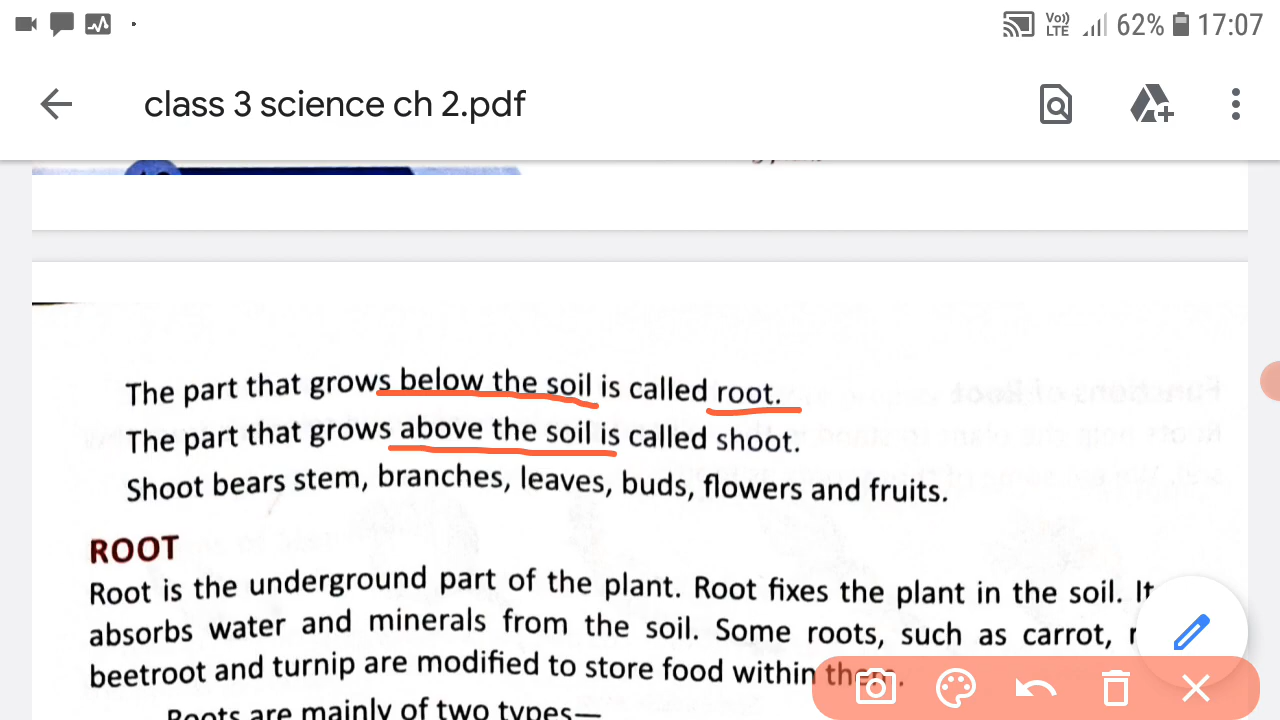 Vo))
LTE
62%
17:07
class 3 science ch 2.pdf
The part that grows below the soil is called root.
The part that grows above the soil is called shoot.
Shoot bears stem, branches, leaves, buds, flowers and fruits.
ROOT
Root is the underground part of the plant. Root fixes the plant in the soil. It
absorbs water and minerals from the soil. Some roots, such as carrot,
beetroot and turnip are modified to store food within them.
Roots are mainly of two types—